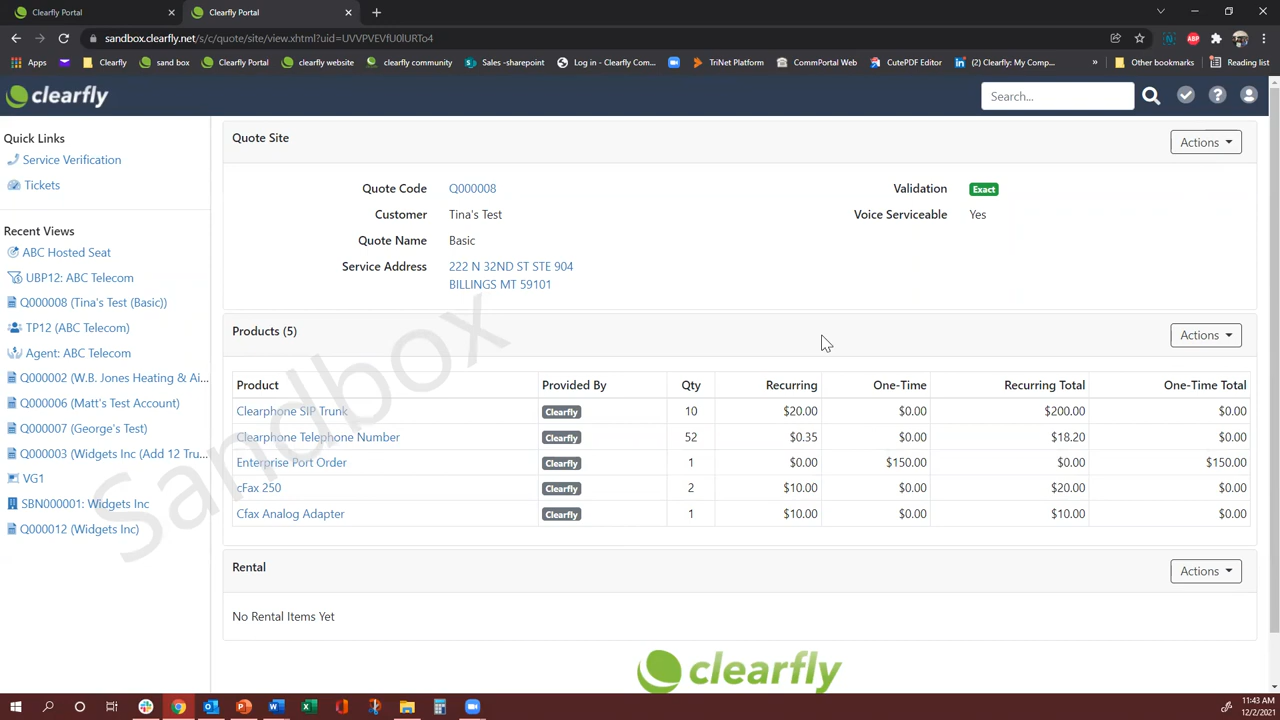 Clearfly Portal
Clearfly Portal
sandbox.clearfly.net/s/c/quote/site/view.xhtml?uid=UVVPVEVfU0lURTo4
Apps
Clearfly
sand box
Clearfly Portal
clearfly website
clearfly community
Sales -sharepoint
Log in - Clearfly Com...
TriNet Platform
CommPortal Web
CutePDF Editor
(2) Clearfly: My Comp...
»
Other bookmarks
Reading list
clearfly
Search...
Quick Links
Service Verification
Tickets
Recent Views
ABC Hosted Seat
UBP12: ABC Telecom
Q000008 (Tina's Test (Basic))
TP12 (ABC Telecom)
Agent: ABC Telecom
Q000002 (W.B. Jones Heating & Ai...
Q000006 (Matt's Test Account)
Q000007 (George's Test)
Q000003 (Widgets Inc (Add 12 Tru...
VG1
SBN000001: Widgets Inc
Q000012 (Widgets Inc)
Quote Site
Actions
Quote Code Q000008
Validation Exact
Customer Tina's Test
Voice Serviceable Yes
Quote Name Basic
Service Address 222 N 32ND ST STE 904
BILLINGS MT 59101
Products (5)
Actions
Product Provided By Qty Recurring One-Time Recurring Total One-Time Total
Clearphone SIP Trunk Clearfly 10 $20.00 $0.00 $200.00 $0.00
Clearphone Telephone Number Clearfly 52 $0.35 $0.00 $18.20 $0.00
Enterprise Port Order Clearfly 1 $0.00 $150.00 $0.00 $150.00
cFax 250 Clearfly 2 $10.00 $0.00 $20.00 $0.00
Cfax Analog Adapter Clearfly 1 $10.00 $0.00 $10.00 $0.00
Rental
Actions
No Rental Items Yet
clearfly
Sandbox
11:43 AM
12/2/2021